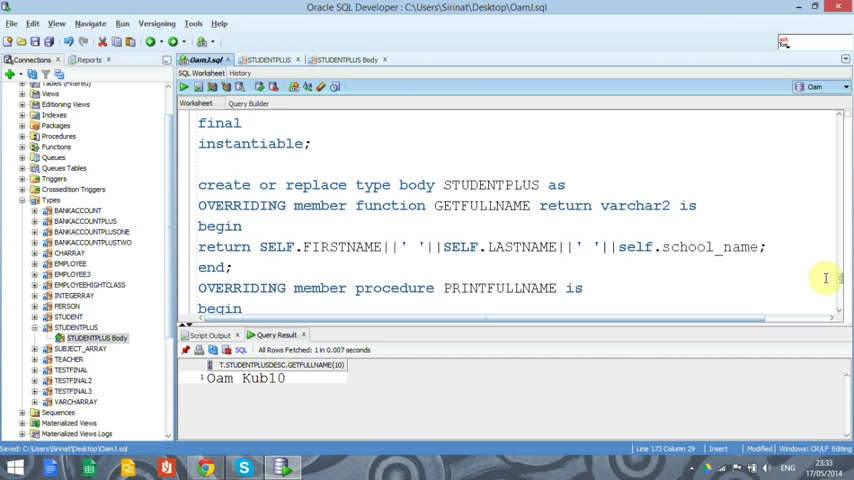 Oracle SQL Developer : C:\Users\Sirinat\Desktop\OamJ.sql
File Edit View Navigate Run Versioning Tools Help
Connections Reports OamJ.sql STUDENTPLUS STUDENTPLUS Body
SQL Worksheet History
Oam
Worksheet Query Builder
Tables (Filtered)
Views
Editioning Views
Indexes
Packages
Procedures
Functions
Queues
Queues Tables
Triggers
Crossedition Triggers
Types
BANKACCOUNT
BANKACCOUNTPLUS
BANKACCOUNTPLUSONE
BANKACCOUNTPLUSTWO
CHARRAY
EMPLOYEE
EMPLOYEE3
EMPLOYEEHIGHTCLASS
INTEGERRAY
PERSON
STUDENT
STUDENTPLUS
STUDENTPLUS Body
SUBJECT_ARRAY
TEACHER
TESTFINAL
TESTFINAL2
TESTFINAL3
VARCHARRAY
Sequences
Materialized Views
Materialized Views Logs
final
instantiable;
create or replace type body STUDENTPLUS as
OVERRIDING member function GETFULLNAME return varchar2 is
begin
return SELF.FIRSTNAME||' '||SELF.LASTNAME||' '||self.school_name;
end;
OVERRIDING member procedure PRINTFULLNAME is
begin
Script Output Query Result
SQL All Rows Fetched: 1 in 0.007 seconds
T.STUDENTPLUSDESC.GETFULLNAME(10)
1 Oam Kub10
Saved: C:\Users\Sirinat\Desktop\OamJ.sql
Line 173 Column 29 Insert Modified Windows: CR/LF Editing
ENG
23:33
17/05/2014